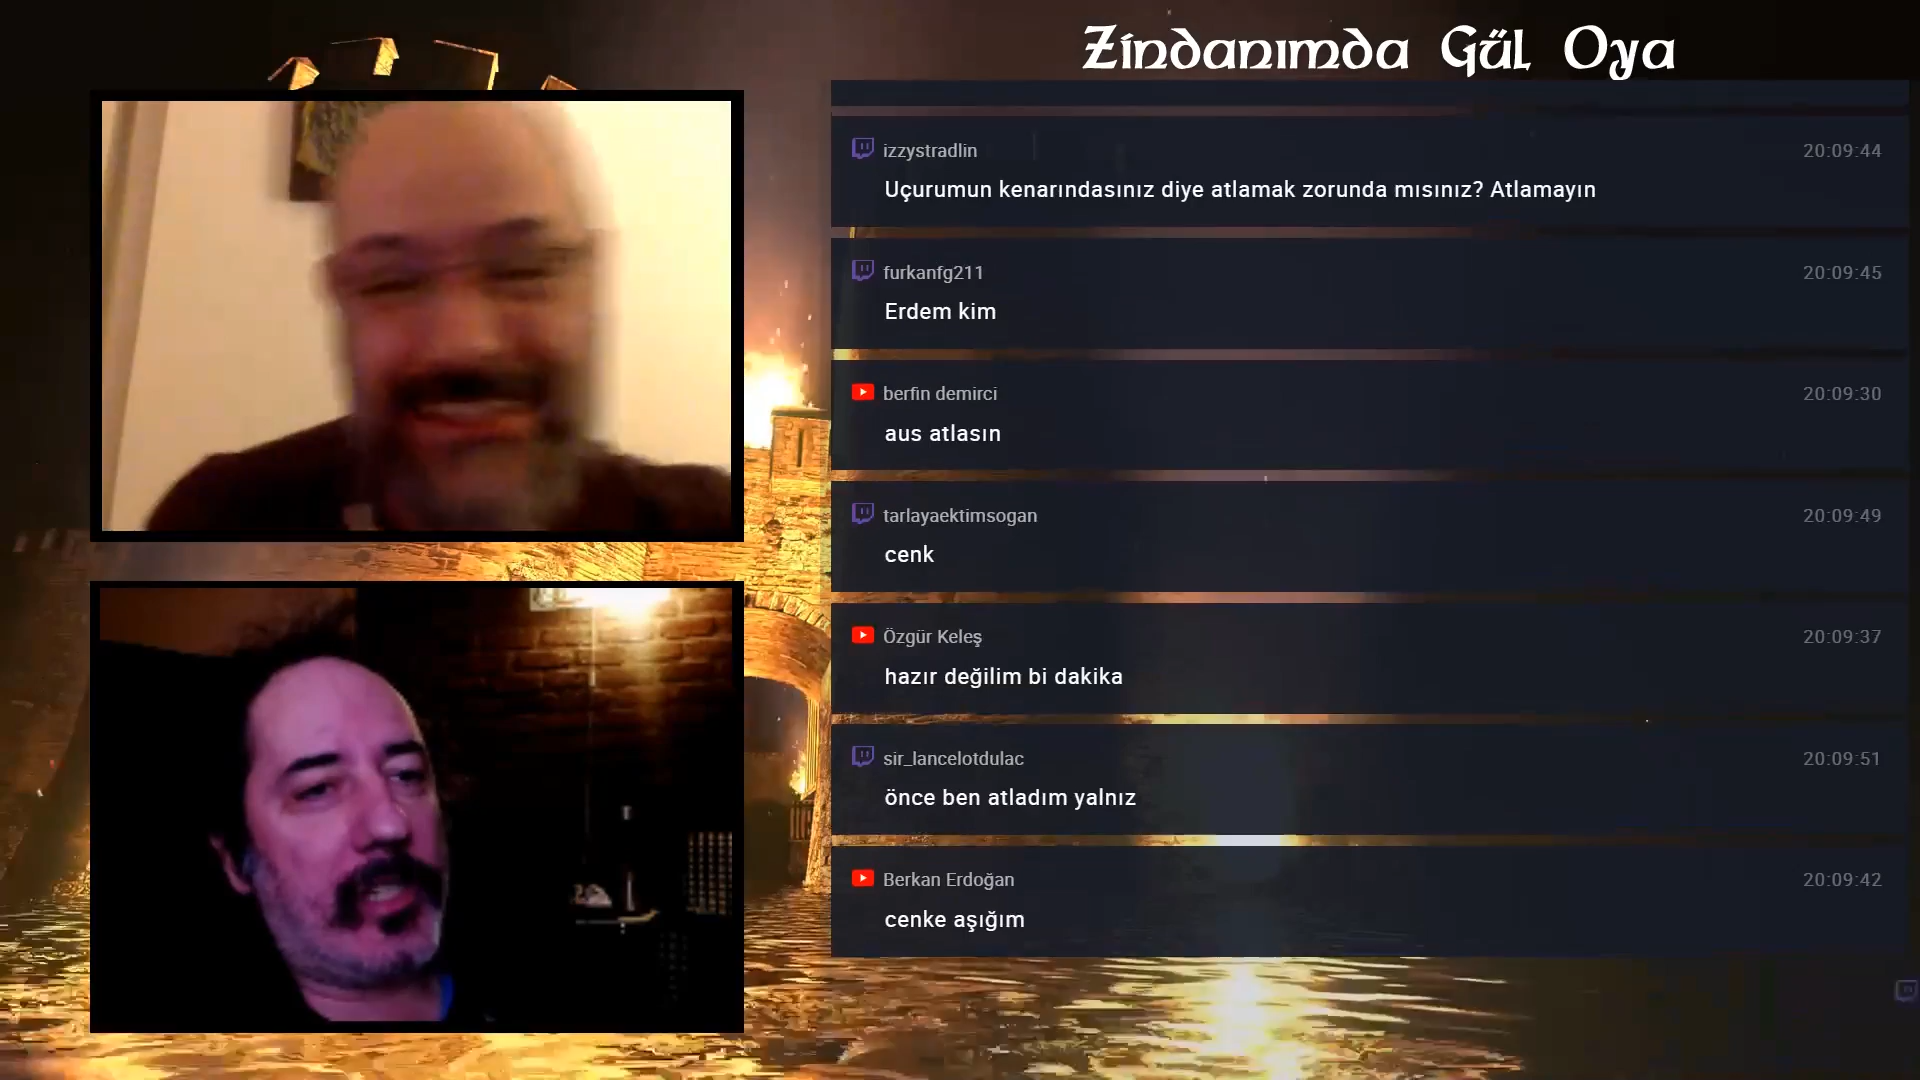 Zindanımda Gül Oya
izzystradlin 20:09:44
Uçurumun kenarındasınız diye atlamak zorunda mısınız? Atlamayın
furkanfg211 20:09:45
Erdem kim
berfin demirci 20:09:30
aus atlasın
tarlayaektimsogan 20:09:49
cenk
Özgür Keleş 20:09:37
hazır değilim bi dakika
sir_lancelotdulac 20:09:51
önce ben atladım yalnız
Berkan Erdoğan 20:09:42
cenke aşığım